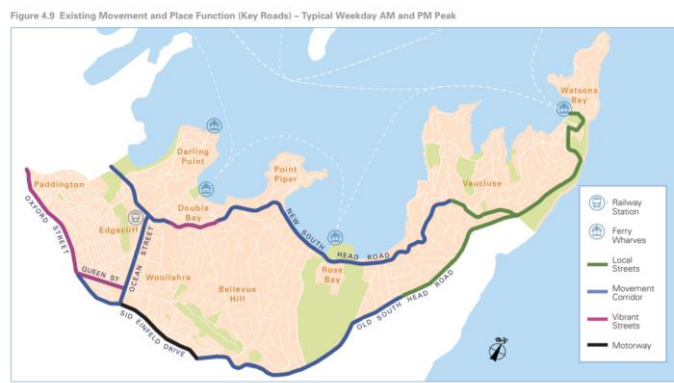 Figure 4.9 Existing Movement and Place Function (Key Roads) – Typical Weekday AM and PM Peak
Watsons
Bay
Darling
Point
Point
Piper
Paddington
Vaucluse
Double
Bay
Edgecliff
OXFORD STREET
QUEEN ST
OCEAN STREET
NEW SOUTH HEAD ROAD
Woollahra
Bellevue
Hill
Rose
Bay
OLD SOUTH HEAD ROAD
SID EINFELD DRIVE
Railway
Station
Ferry
Wharves
Local
Streets
Movement
Corridor
Vibrant
Streets
Motorway